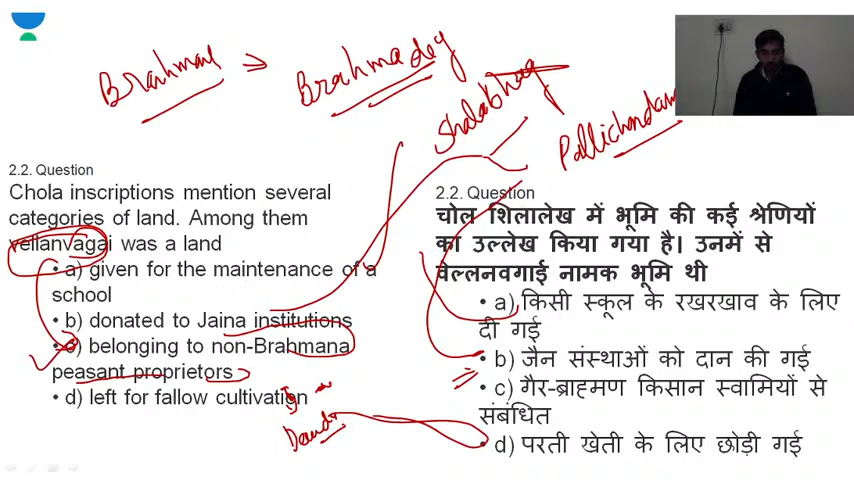 Brahman ⇒ Brahmadey
Shalabhog
Pallichandam
2.2. Question
Chola inscriptions mention several
categories of land. Among them
vellanvagai was a land
• a) given for the maintenance of a
school
• b) donated to Jaina institutions
• c) belonging to non-Brahmana
peasant proprietors
• d) left for fallow cultivation
2.2. Question
चोल शिलालेख में भूमि की कई श्रेणियों
का उल्लेख किया गया है। उनमें से
वेल्लनवगाई नामक भूमि थी
• a) किसी स्कूल के रखरखाव के लिए
दी गई
• b) जैन संस्थाओं को दान की गई
• c) गैर-ब्राह्मण किसान स्वामियों से
संबंधित
• d) परती खेती के लिए छोड़ी गई